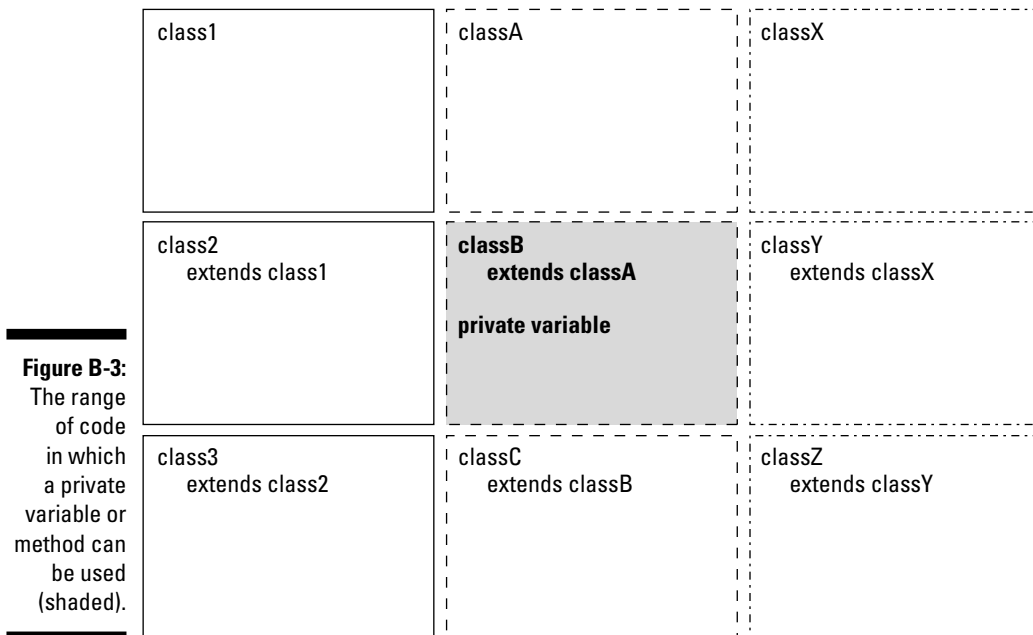 class1
classA
classX
class2
extends class1
classB
extends classA
private variable
classY
extends classX
class3
extends class2
classC
extends classB
classZ
extends classY
Figure B-3:
The range
of code
in which
a private
variable or
method can
be used
(shaded).